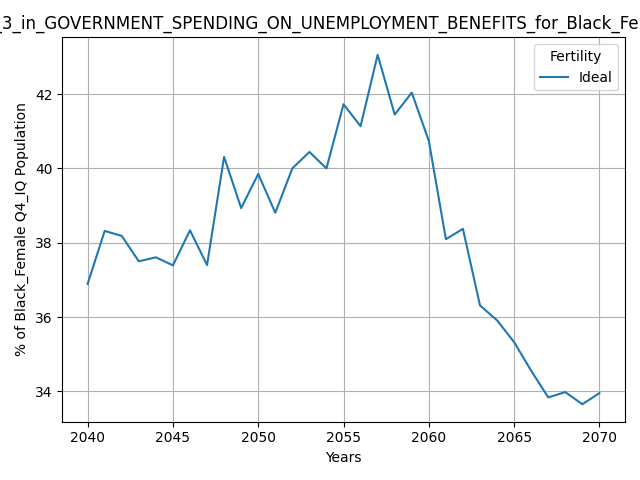 _3_in_GOVERNMENT_SPENDING_ON_UNEMPLOYMENT_BENEFITS_for_Black_Fe
Fertility
Ideal
% of Black_Female Q4_IQ Population
42
40
38
36
34
2040 2045 2050 2055 2060 2065 2070
Years